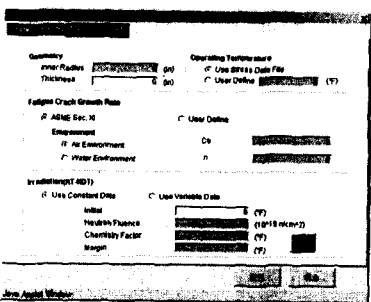 Geometry
Inner Radius (in)
Thickness 6 (in)
Operating Temperature
Use Stress Data File
User Define (°F)
Fatigue Crack Growth Rate
ASME Sec. XI
User Define
Environment
Air Environment
Water Environment
Co
n
Irradiation(RT-NDT)
Use Constant Data
Use Variable Data
Initial 6 (°F)
Neutron Fluence (10^19 n/cm^2)
Chemistry Factor (°F)
Margin (°F)
Java Applet Window